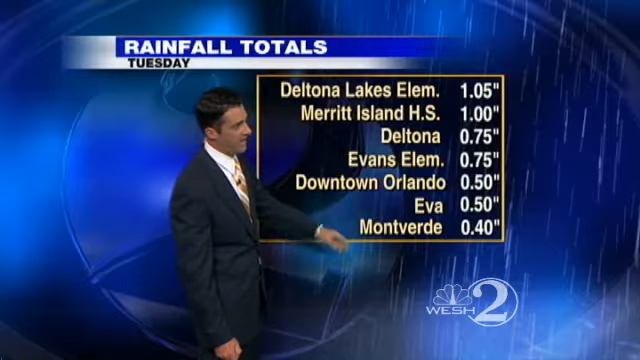 RAINFALL TOTALS
TUESDAY
Deltona Lakes Elem. 1.05"
Merritt Island H.S. 1.00"
Deltona 0.75"
Evans Elem. 0.75"
Downtown Orlando 0.50"
Eva 0.50"
Montverde 0.40"
WESH 2